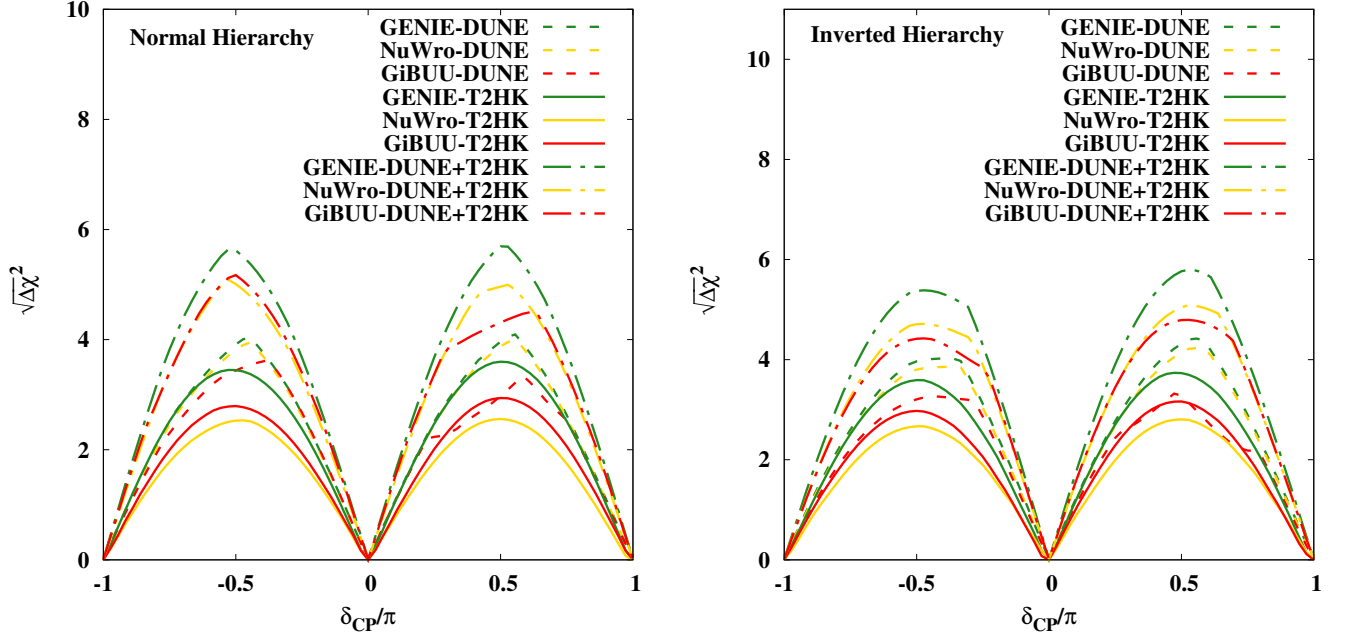 Normal Hierarchy
GENIE-DUNE
NuWro-DUNE
GiBUU-DUNE
GENIE-T2HK
NuWro-T2HK
GiBUU-T2HK
GENIE-DUNE+T2HK
NuWro-DUNE+T2HK
GiBUU-DUNE+T2HK
10
8
6
4
2
0
√Δχ²
-1
-0.5
0
0.5
1
δCP/π
Inverted Hierarchy
GENIE-DUNE
NuWro-DUNE
GiBUU-DUNE
GENIE-T2HK
NuWro-T2HK
GiBUU-T2HK
GENIE-DUNE+T2HK
NuWro-DUNE+T2HK
GiBUU-DUNE+T2HK
10
8
6
4
2
0
√Δχ²
-1
-0.5
0
0.5
1
δCP/π